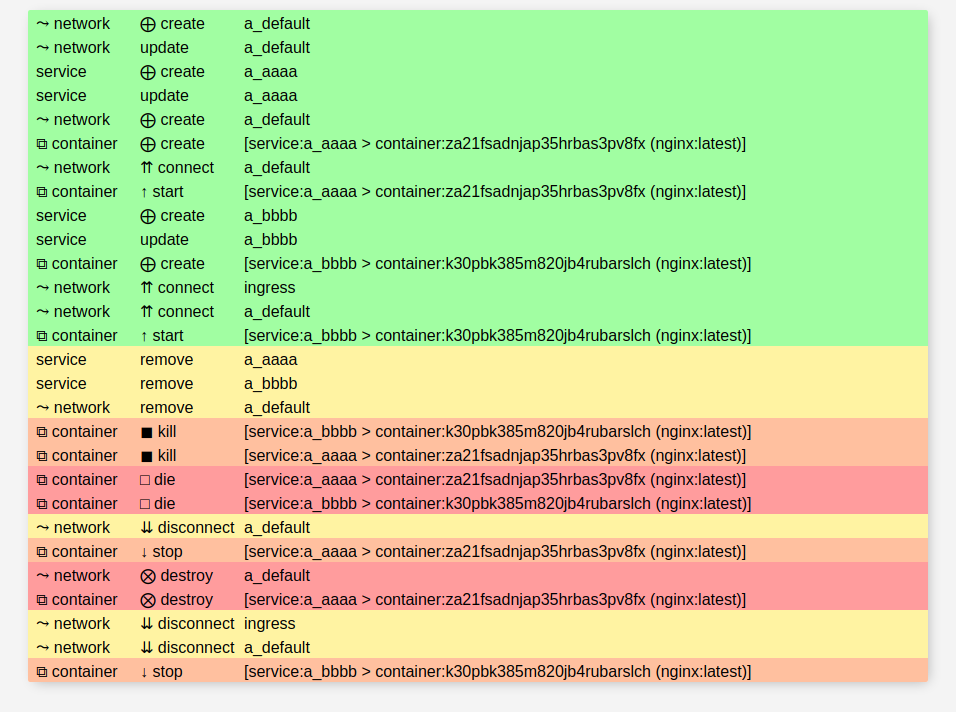 ⤳ network ⨁ create a_default
⤳ network update a_default
service ⨁ create a_aaaa
service update a_aaaa
⤳ network ⨁ create a_default
⧉ container ⨁ create [service:a_aaaa > container:za21fsadnjap35hrbas3pv8fx (nginx:latest)]
⤳ network ⇈ connect a_default
⧉ container ↑ start [service:a_aaaa > container:za21fsadnjap35hrbas3pv8fx (nginx:latest)]
service ⨁ create a_bbbb
service update a_bbbb
⧉ container ⨁ create [service:a_bbbb > container:k30pbk385m820jb4rubarslch (nginx:latest)]
⤳ network ⇈ connect ingress
⤳ network ⇈ connect a_default
⧉ container ↑ start [service:a_bbbb > container:k30pbk385m820jb4rubarslch (nginx:latest)]
service remove a_aaaa
service remove a_bbbb
⤳ network remove a_default
⧉ container ◼ kill [service:a_bbbb > container:k30pbk385m820jb4rubarslch (nginx:latest)]
⧉ container ◼ kill [service:a_aaaa > container:za21fsadnjap35hrbas3pv8fx (nginx:latest)]
⧉ container □ die [service:a_aaaa > container:za21fsadnjap35hrbas3pv8fx (nginx:latest)]
⧉ container □ die [service:a_bbbb > container:k30pbk385m820jb4rubarslch (nginx:latest)]
⤳ network ⇊ disconnect a_default
⧉ container ↓ stop [service:a_aaaa > container:za21fsadnjap35hrbas3pv8fx (nginx:latest)]
⤳ network ⨂ destroy a_default
⧉ container ⨂ destroy [service:a_aaaa > container:za21fsadnjap35hrbas3pv8fx (nginx:latest)]
⤳ network ⇊ disconnect ingress
⤳ network ⇊ disconnect a_default
⧉ container ↓ stop [service:a_bbbb > container:k30pbk385m820jb4rubarslch (nginx:latest)]